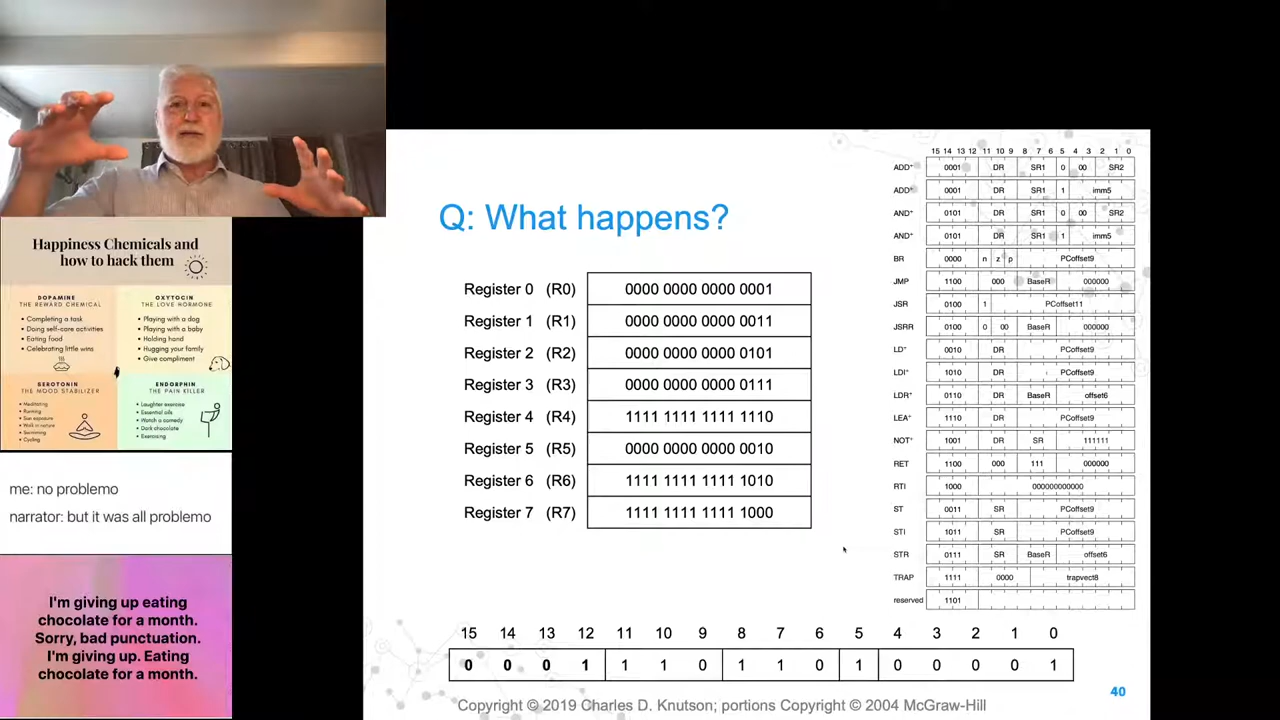 Happiness Chemicals and
how to hack them
DOPAMINE
THE REWARD CHEMICAL
• Completing a task
• Doing self-care activities
• Eating food
• Celebrating little wins
OXYTOCIN
THE LOVE HORMONE
• Playing with a dog
• Playing with a baby
• Holding hand
• Hugging your family
• Give compliment
SEROTONIN
THE MOOD STABILIZER
• Meditating
• Running
• Sun exposure
• Walk in nature
• Swimming
• Cycling
ENDORPHIN
THE PAIN KILLER
• Laughter exercise
• Essential oils
• Watch a comedy
• Dark chocolate
• Exercising
me: no problemo
narrator: but it was all problemo
I'm giving up eating
chocolate for a month.
Sorry, bad punctuation.
I'm giving up. Eating
chocolate for a month.
Q: What happens?
Register 0 (R0) 0000 0000 0000 0001
Register 1 (R1) 0000 0000 0000 0011
Register 2 (R2) 0000 0000 0000 0101
Register 3 (R3) 0000 0000 0000 0111
Register 4 (R4) 1111 1111 1111 1110
Register 5 (R5) 0000 0000 0000 0010
Register 6 (R6) 1111 1111 1111 1010
Register 7 (R7) 1111 1111 1111 1000
15 14 13 12 11 10 9 8 7 6 5 4 3 2 1 0
ADD+ 0001 DR SR1 0 00 SR2
ADD+ 0001 DR SR1 1 imm5
AND+ 0101 DR SR1 0 00 SR2
AND+ 0101 DR SR1 1 imm5
BR 0000 n z p PCoffset9
JMP 1100 000 BaseR 000000
JSR 0100 1 PCoffset11
JSRR 0100 0 00 BaseR 000000
LD+ 0010 DR PCoffset9
LDI+ 1010 DR PCoffset9
LDR+ 0110 DR BaseR offset6
LEA+ 1110 DR PCoffset9
NOT+ 1001 DR SR 111111
RET 1100 000 111 000000
RTI 1000 000000000000
ST 0011 SR PCoffset9
STI 1011 SR PCoffset9
STR 0111 SR BaseR offset6
TRAP 1111 0000 trapvect8
reserved 1101
15 14 13 12 11 10 9 8 7 6 5 4 3 2 1 0
0 0 0 1 1 1 0 1 1 0 1 0 0 0 0 1
Copyright © 2019 Charles D. Knutson; portions Copyright © 2004 McGraw-Hill
40